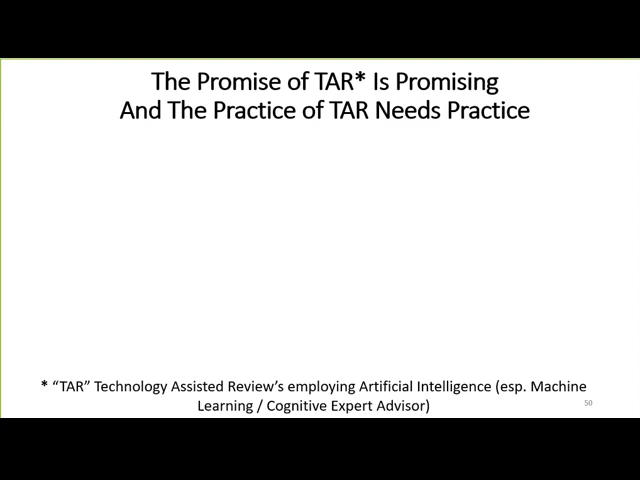 The Promise of TAR* Is Promising
And The Practice of TAR Needs Practice
* “TAR” Technology Assisted Review’s employing Artificial Intelligence (esp. Machine
Learning / Cognitive Expert Advisor)
50